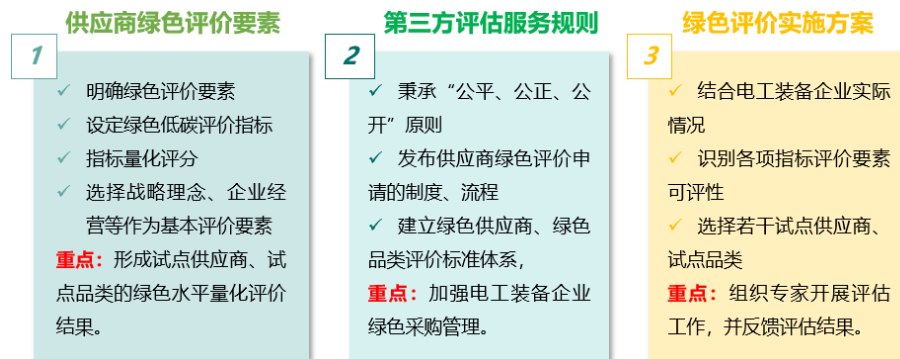 供应商绿色评价要素
1
✓ 明确绿色评价要素
✓ 设定绿色低碳评价指标
✓ 指标量化评分
✓ 选择战略理念、企业经
营等作为基本评价要素
重点：形成试点供应商、试
点品类的绿色水平量化评价
结果。
第三方评估服务规则
2
✓ 秉承“公平、公正、公
开”原则
✓ 发布供应商绿色评价申
请的制度、流程
✓ 建立绿色供应商、绿色
品类评价标准体系，
重点：加强电工装备企业
绿色采购管理。
绿色评价实施方案
3
✓ 结合电工装备企业实际
情况
✓ 识别各项指标评价要素
可评性
✓ 选择若干试点供应商、
试点品类
重点：组织专家开展评估
工作，并反馈评估结果。